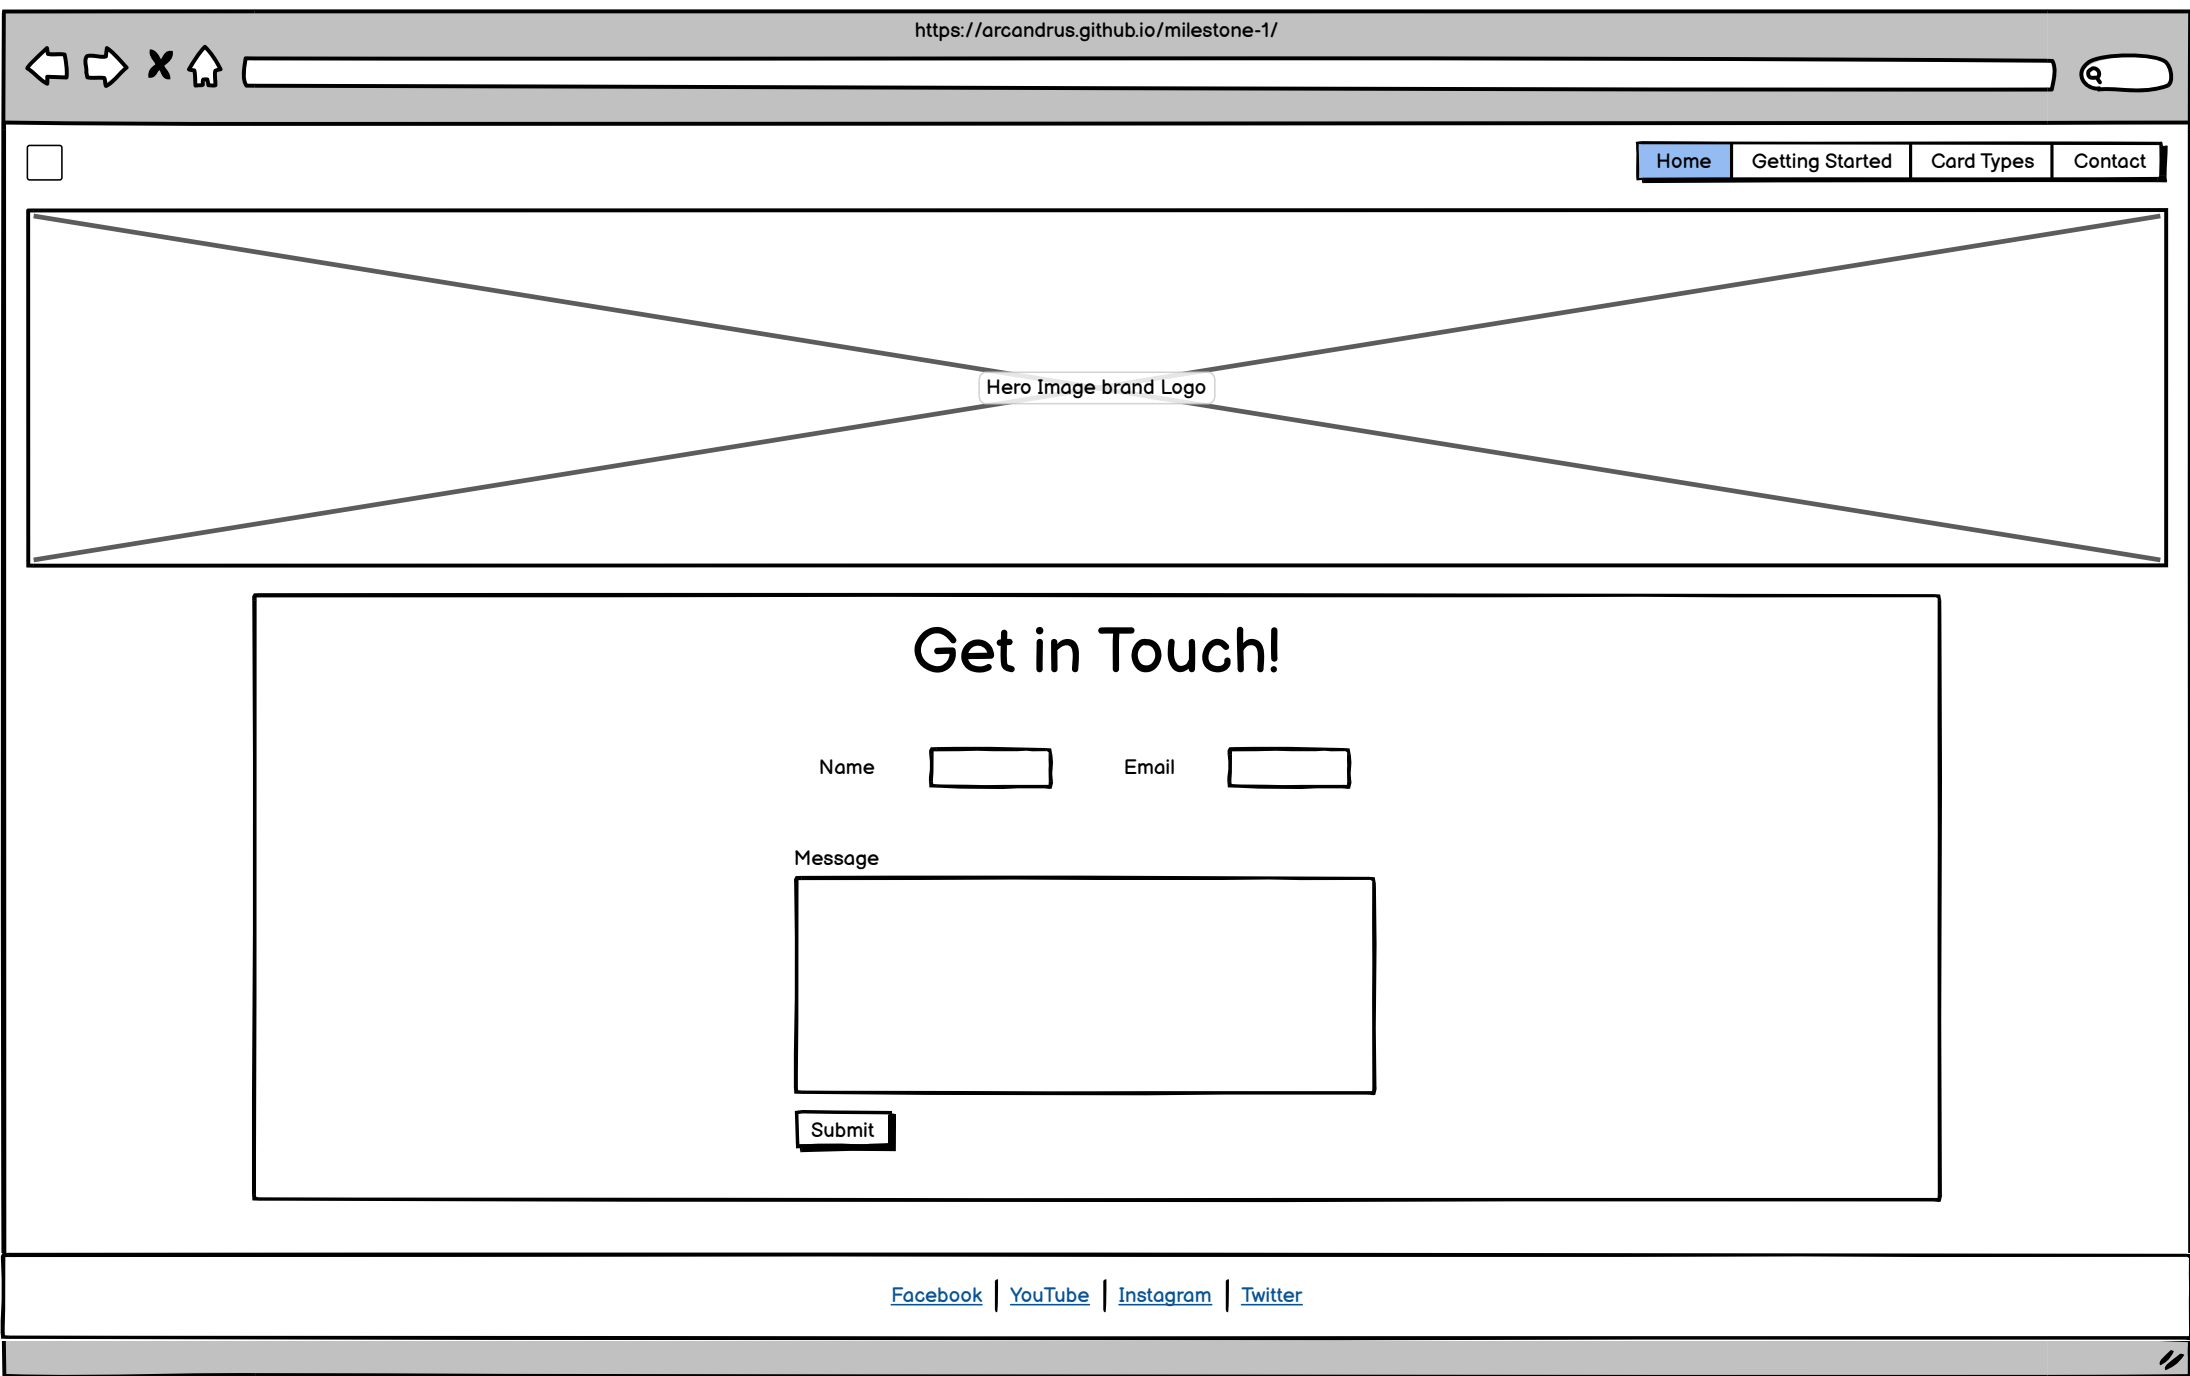 https://arcandrus.github.io/milestone-1/
Home Getting Started Card Types Contact
Hero Image brand Logo
Get in Touch!
Name Email
Message
Submit
Facebook YouTube Instagram Twitter